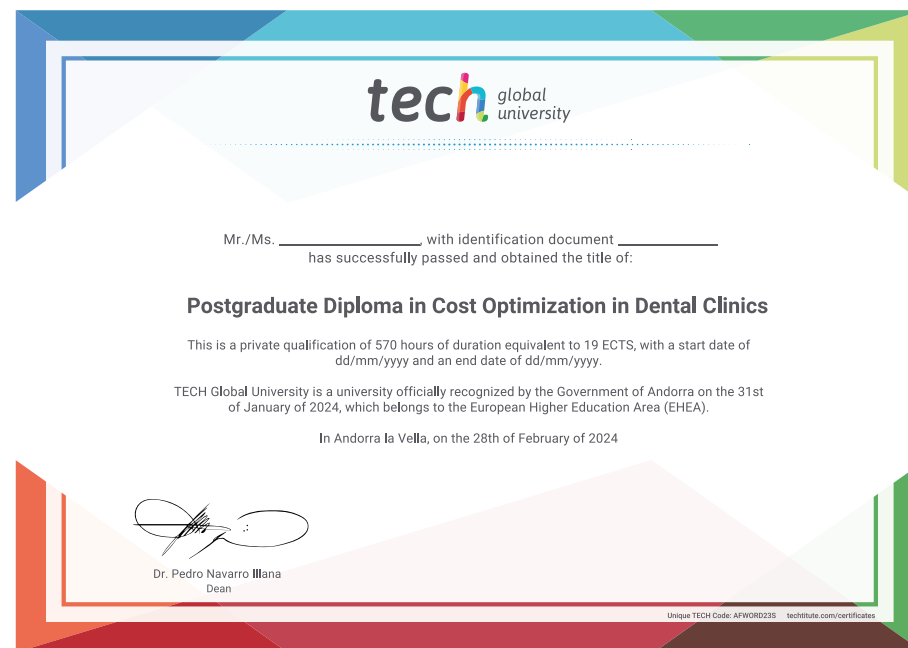 tech global
university
Mr./Ms. ____________________, with identification document ______________
has successfully passed and obtained the title of:
Postgraduate Diploma in Cost Optimization in Dental Clinics
This is a private qualification of 570 hours of duration equivalent to 19 ECTS, with a start date of
dd/mm/yyyy and an end date of dd/mm/yyyy.
TECH Global University is a university officially recognized by the Government of Andorra on the 31st
of January of 2024, which belongs to the European Higher Education Area (EHEA).
In Andorra la Vella, on the 28th of February of 2024
Dr. Pedro Navarro Illana
Dean
Unique TECH Code: AFWORD23S techtitute.com/certificates